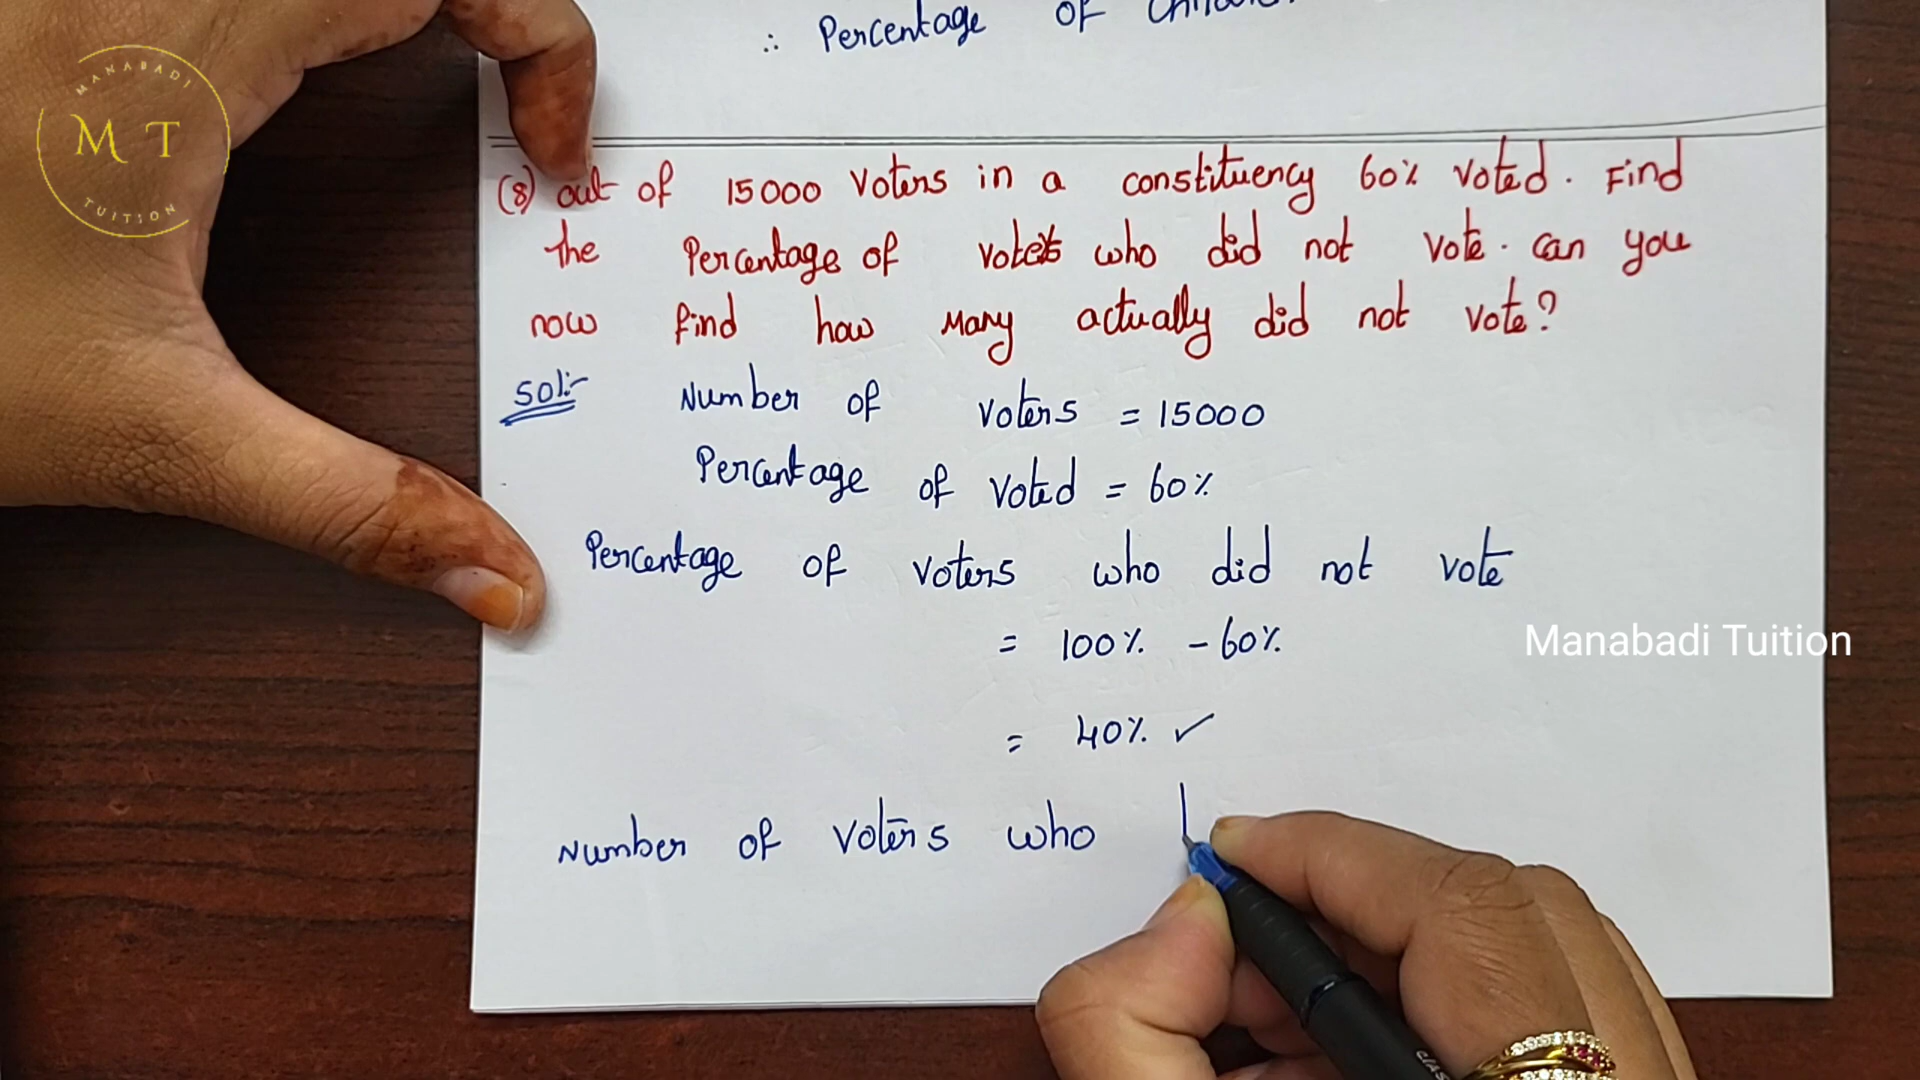 ∴ Percentage of
MANABADI
MT
TUITION
(8) out of 15000 voters in a constituency 60% voted. Find
the Percentage of voters who did not vote. can you
now find how many actually did not vote?
Sol:-
Number of voters = 15000
Percentage of voted = 60%
Percentage of voters who did not vote
= 100% - 60%
Manabadi Tuition
= 40% ✓
Number of voters who